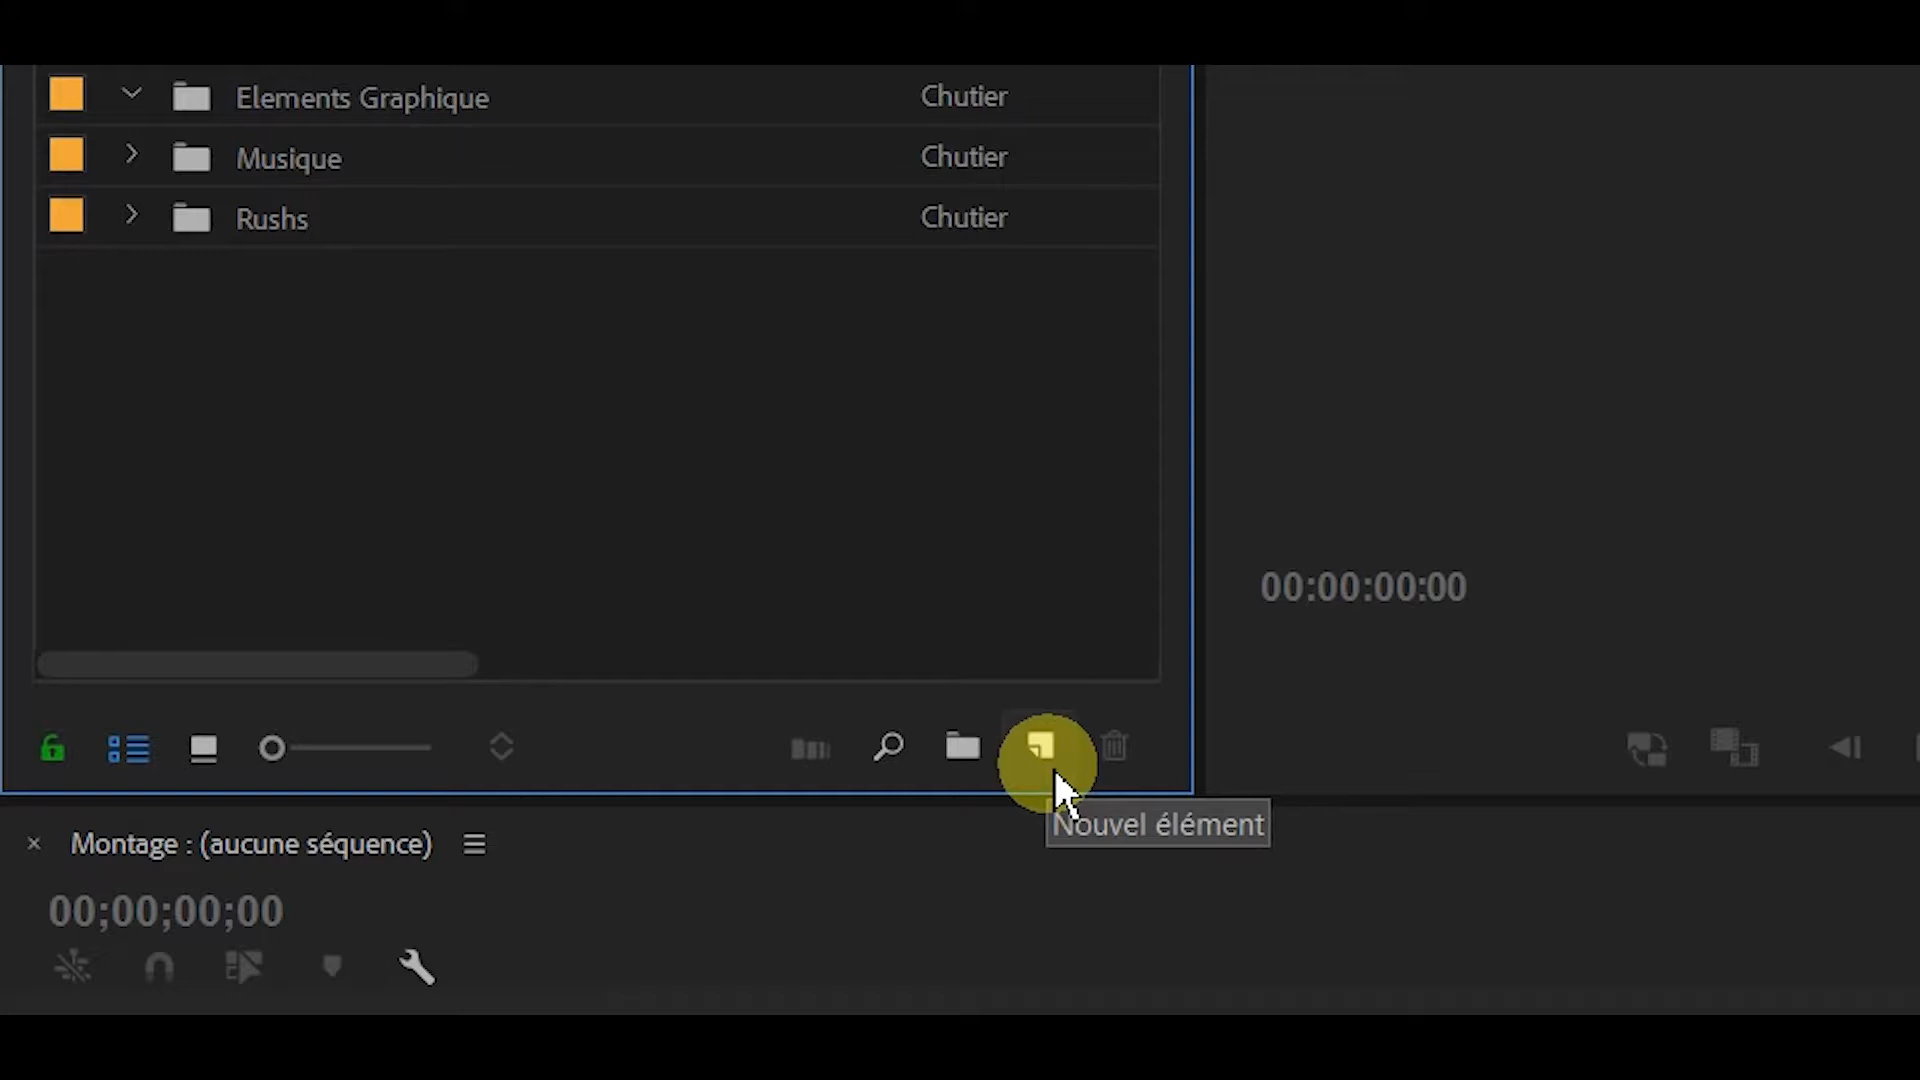 Elements Graphique Chutier
Musique Chutier
Rushs Chutier
00:00:00:00
Nouvel élément
Montage : (aucune séquence)
00;00;00;00